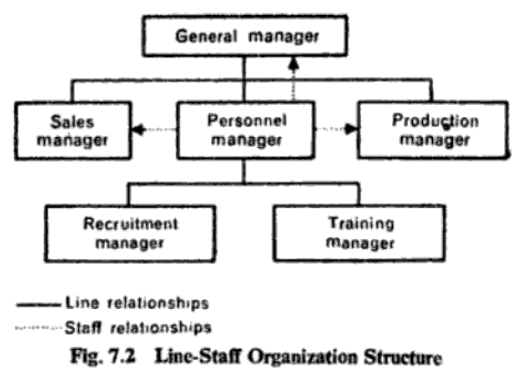 General manager
Sales
manager
Personnel
manager
Production
manager
Recruitment
manager
Training
manager
Line relationships
Staff relationships
Fig. 7.2 Line-Staff Organization Structure